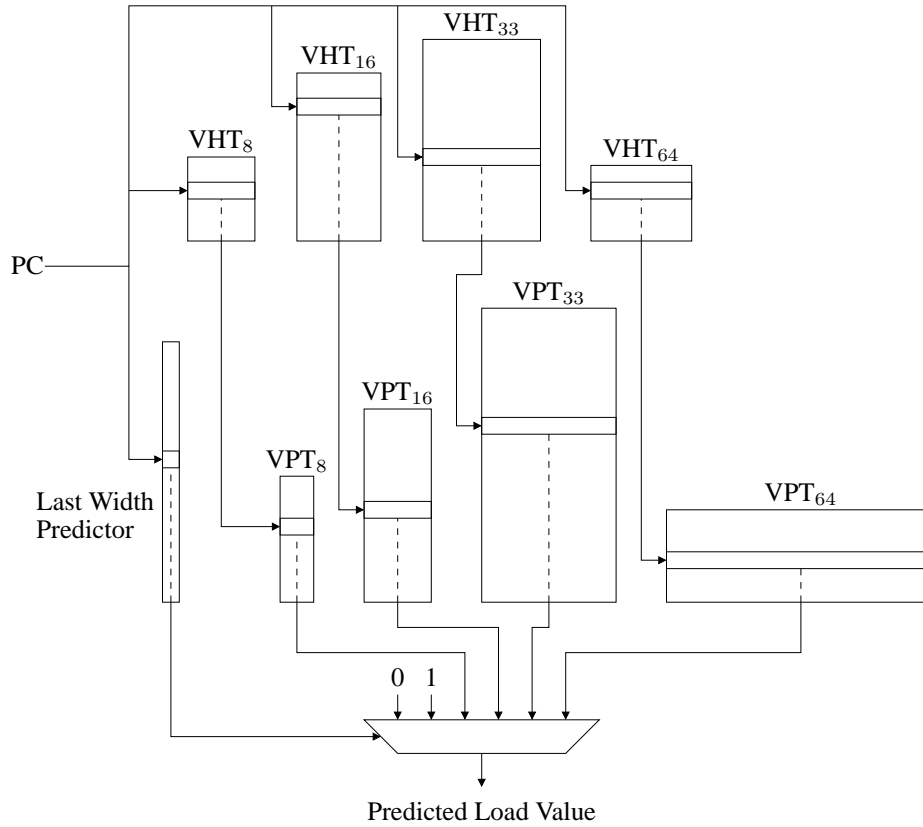 VHT₃₃
VHT₁₆
VHT₈
VHT₆₄
PC
VPT₃₃
VPT₁₆
VPT₈
Last Width
Predictor
VPT₆₄
0 1
Predicted Load Value